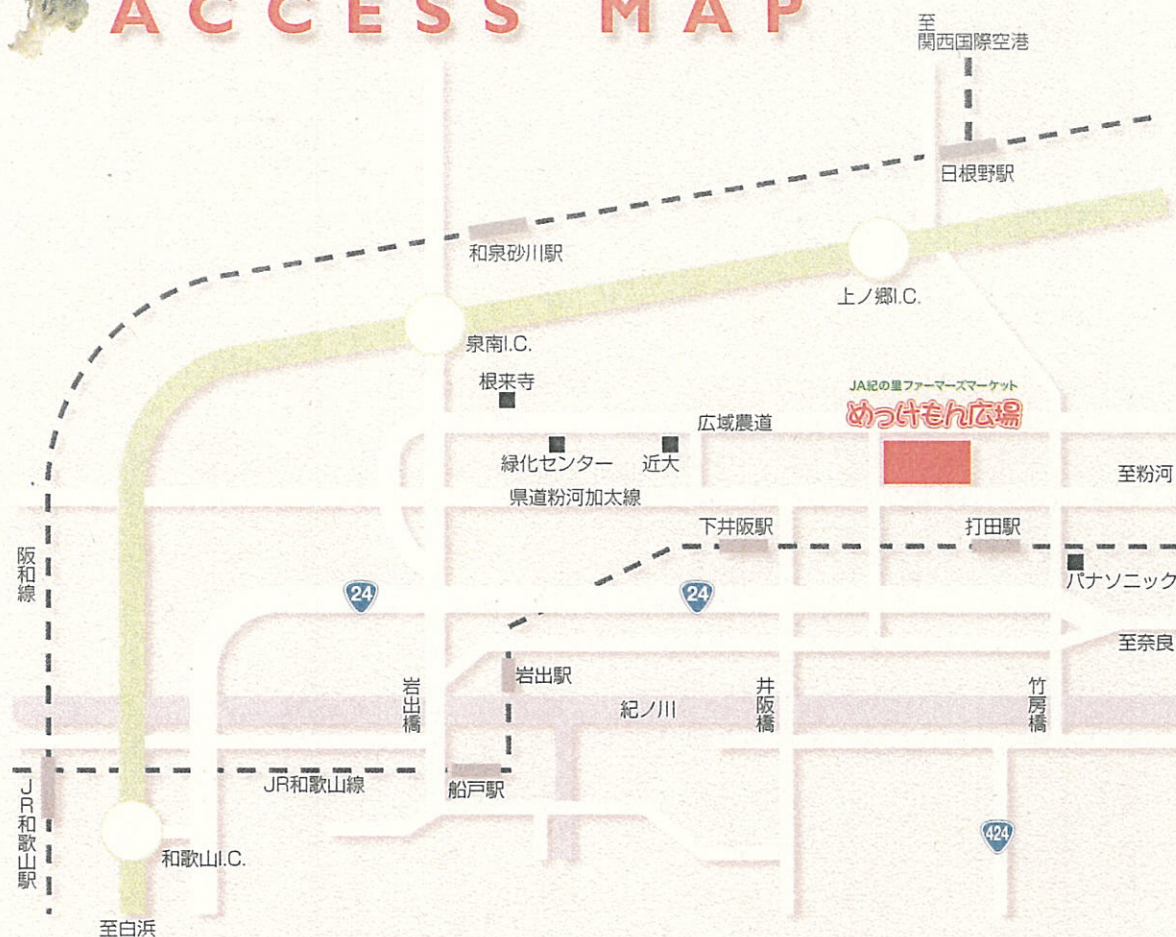 ACCESS MAP
至
関西国際空港
日根野駅
和泉砂川駅
上ノ郷I.C.
泉南I.C.
根来寺
JA紀の里ファーマーズマーケット
めっけもん広場
広域農道
緑化センター
近大
至粉河
県道粉河加太線
下井阪駅
打田駅
阪和線
パナソニック
24
24
至奈良
岩出駅
岩出橋
紀ノ川
井阪橋
竹房橋
JR和歌山線
船戸駅
JR和歌山駅
424
和歌山I.C.
至白浜